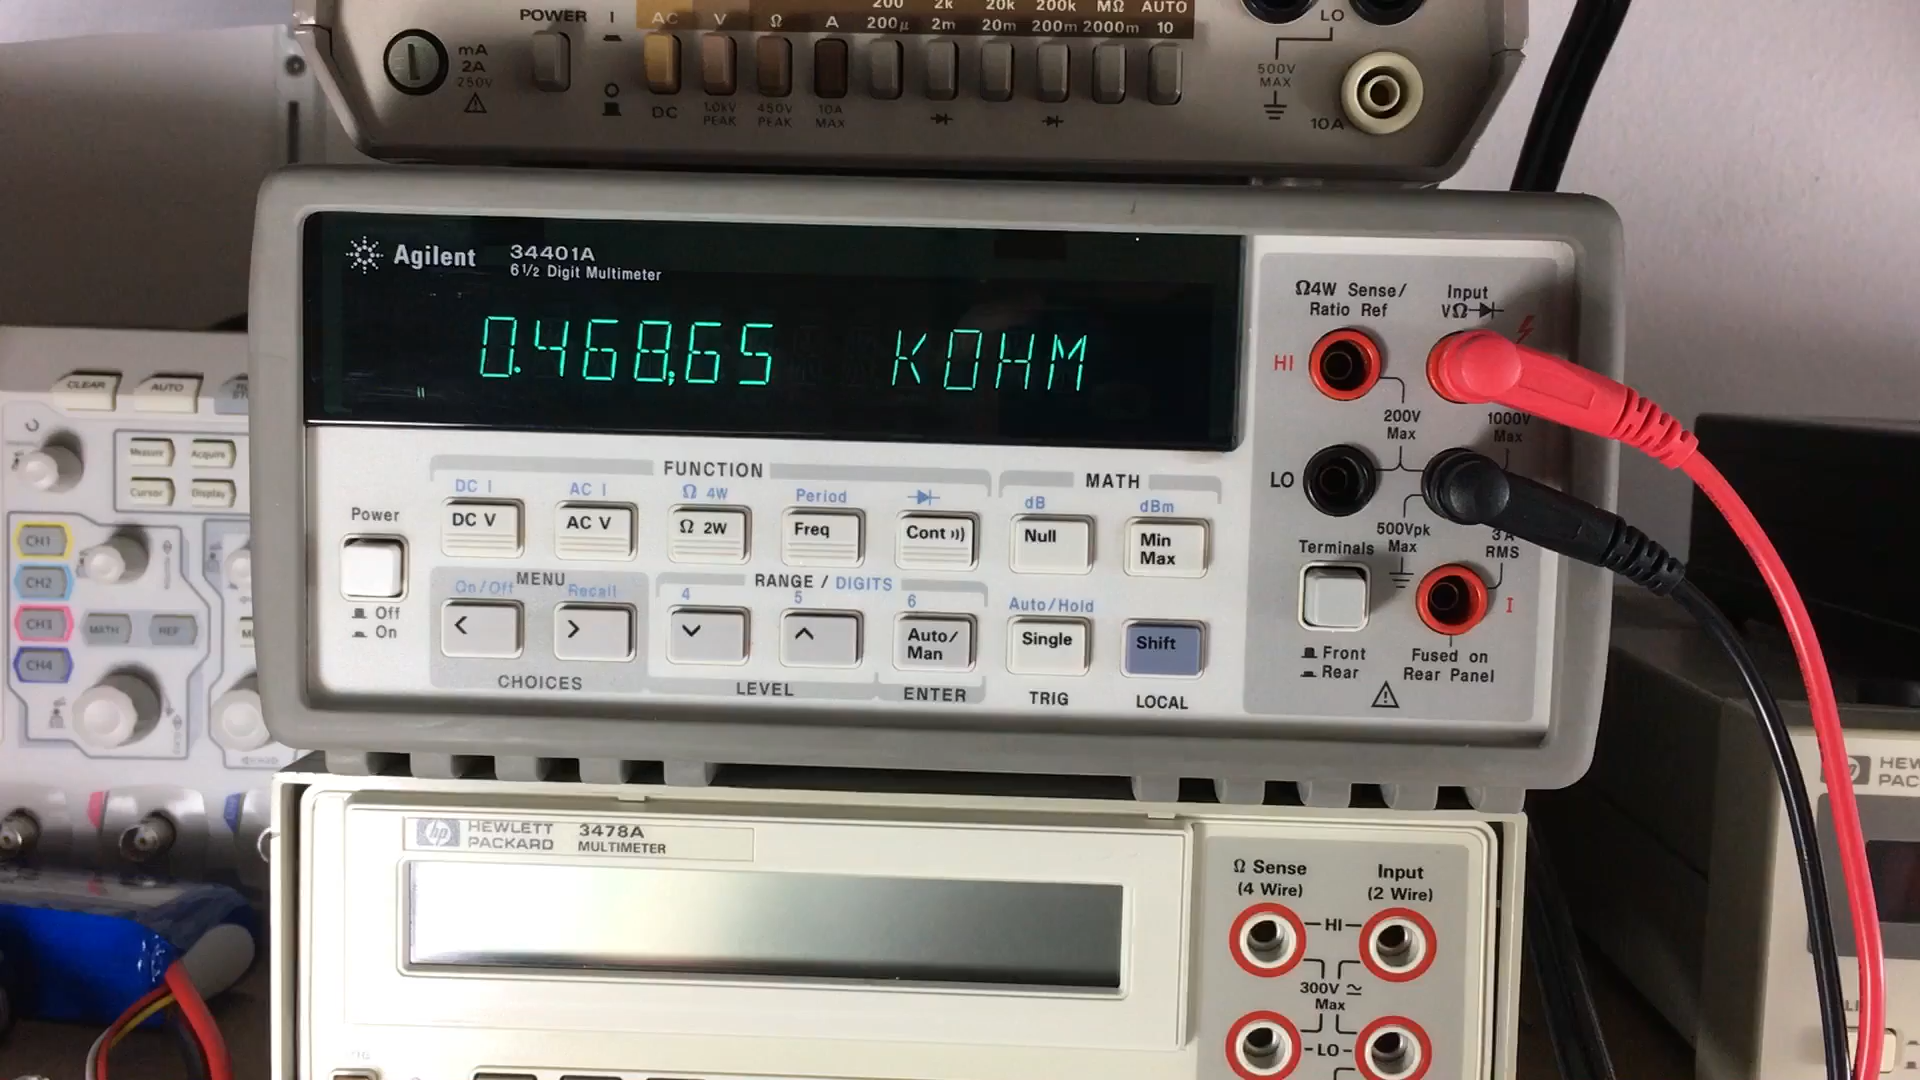 POWER I AC V Ω A 200 2k 20k 200k MΩ AUTO LO
200µ 2m 20m 200m 2000m 10
mA
2A
250V
DC 1.0kV PEAK 450V PEAK 10A MAX
500V
MAX
10A
Agilent 34401A
6½ Digit Multimeter
0.468,65 KOHM
Ω4W Sense/
Ratio Ref
Input
VΩ
HI
200V
Max
1000V
Max
LO
500Vpk
Max
3A
RMS
Terminals
I
Front
Rear
Fused on
Rear Panel
FUNCTION
MATH
DC I AC I Ω 4W Period dB dBm
Power
DC V AC V Ω 2W Freq Cont Null Min Max
Off
On
MENU
RANGE / DIGITS
On/Off Recall 4 5 6 Auto/Hold
< > Auto/ Man Single Shift
CHOICES LEVEL ENTER TRIG LOCAL
CLEAR AUTO
Measure Acquire
Cursor Display
CH1
CH2
CH3 MATH REF
CH4
hp HEWLETT
PACKARD
3478A
MULTIMETER
Ω Sense
(4 Wire)
Input
(2 Wire)
HI
300V
Max
LO
hp HEW
PAC